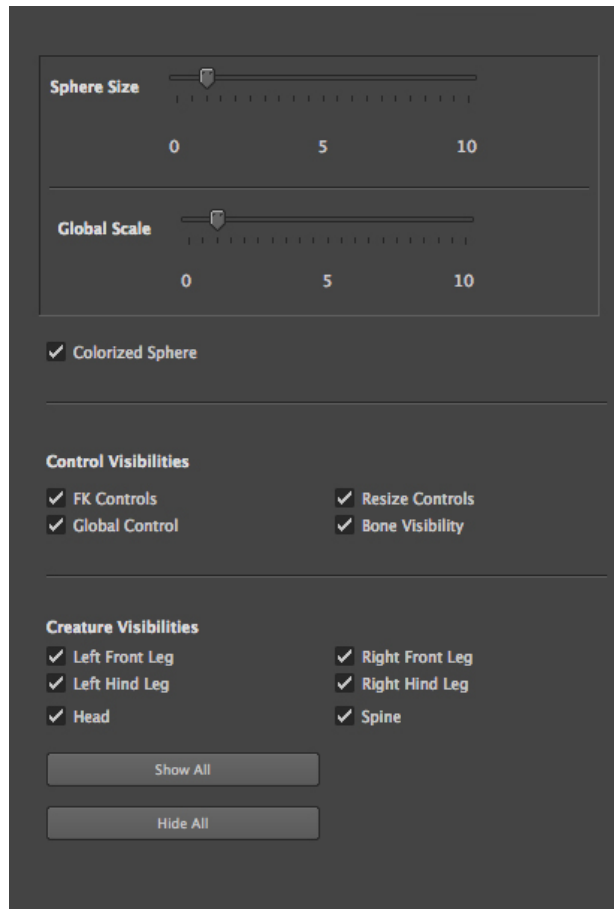 Sphere Size
0 5 10
Global Scale
0 5 10
Colorized Sphere
Control Visibilities
FK Controls Resize Controls
Global Control Bone Visibility
Creature Visibilities
Left Front Leg Right Front Leg
Left Hind Leg Right Hind Leg
Head Spine
Show All
Hide All